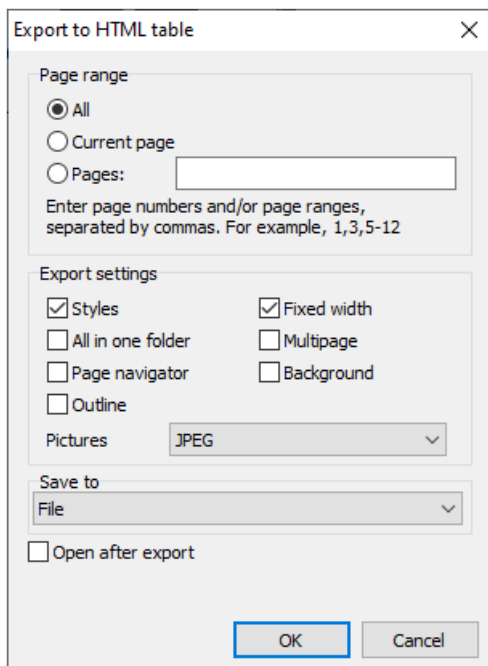 Export to HTML table
Page range
All
Current page
Pages:
Enter page numbers and/or page ranges,
separated by commas. For example, 1,3,5-12
Export settings
Styles
Fixed width
All in one folder
Multipage
Page navigator
Background
Outline
Pictures
JPEG
Save to
File
Open after export
OK
Cancel